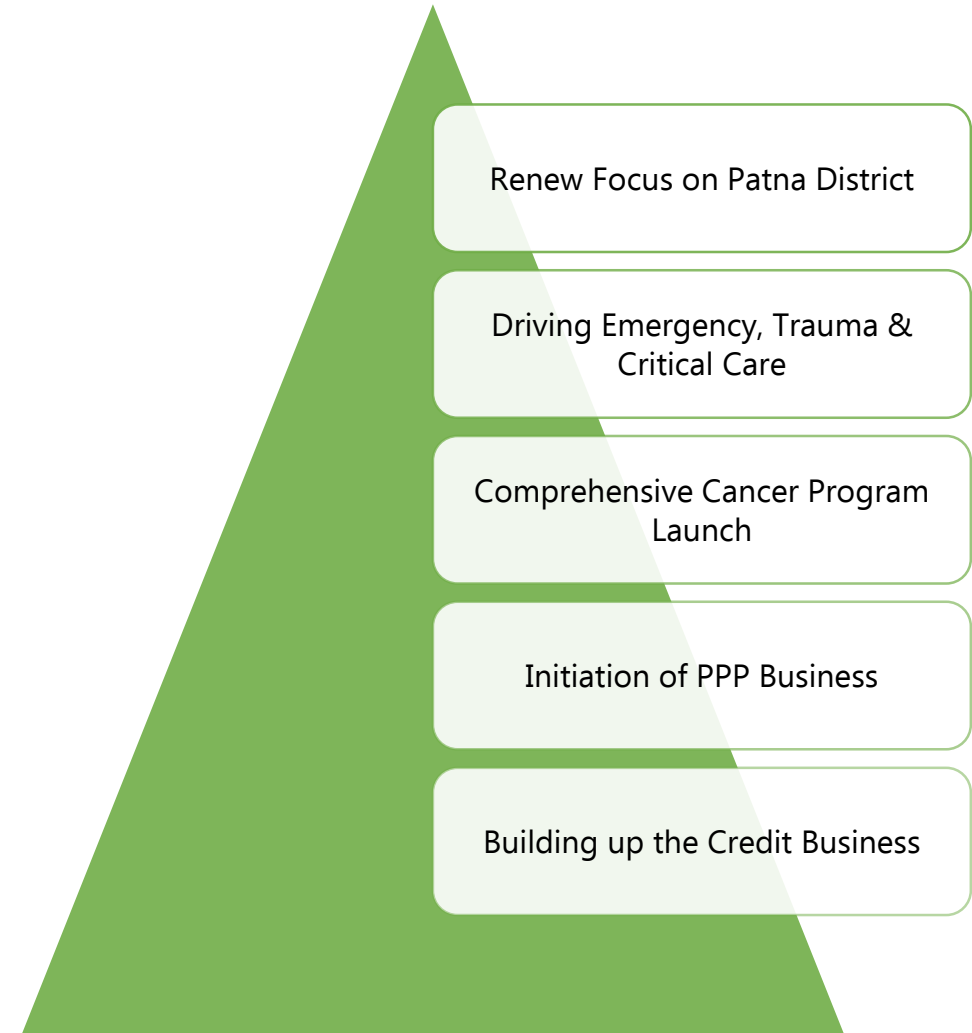 Renew Focus on Patna District
Driving Emergency, Trauma &
Critical Care
Comprehensive Cancer Program
Launch
Initiation of PPP Business
Building up the Credit Business